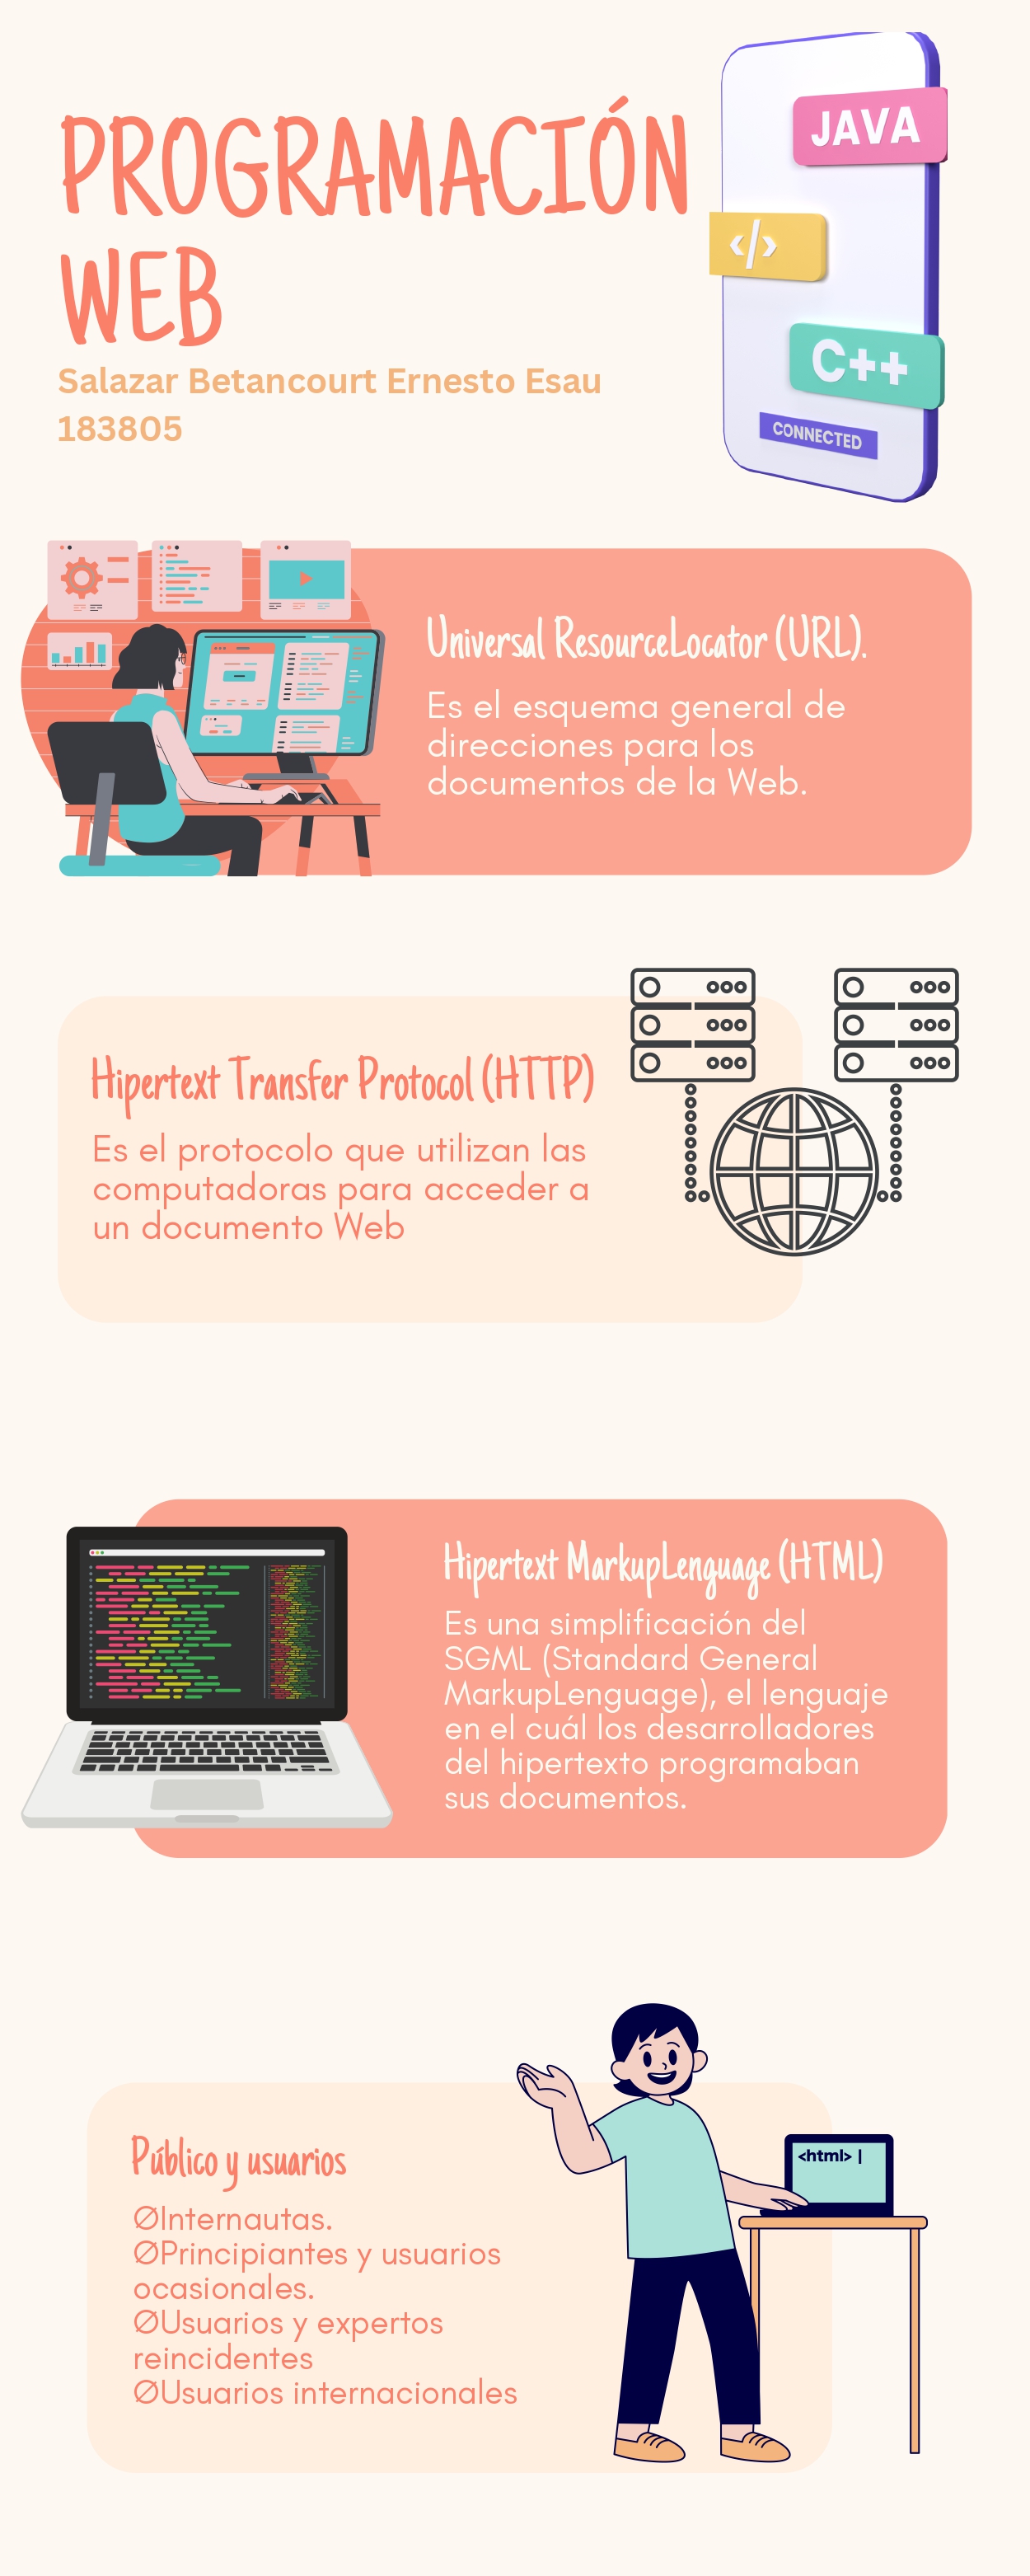 PROGRAMACIÓN
WEB
Salazar Betancourt Ernesto Esau
183805
JAVA
</>
C++
CONNECTED
Universal ResourceLocator (URL).
Es el esquema general de
direcciones para los
documentos de la Web.
Hipertext Transfer Protocol (HTTP)
Es el protocolo que utilizan las
computadoras para acceder a
un documento Web
Hipertext MarkupLenguage (HTML)
Es una simplificación del
SGML (Standard General
MarkupLenguage), el lenguaje
en el cuál los desarrolladores
del hipertexto programaban
sus documentos.
Público y usuarios
ØInternautas.
ØPrincipiantes y usuarios
ocasionales.
ØUsuarios y expertos
reincidentes
ØUsuarios internacionales
<html> |